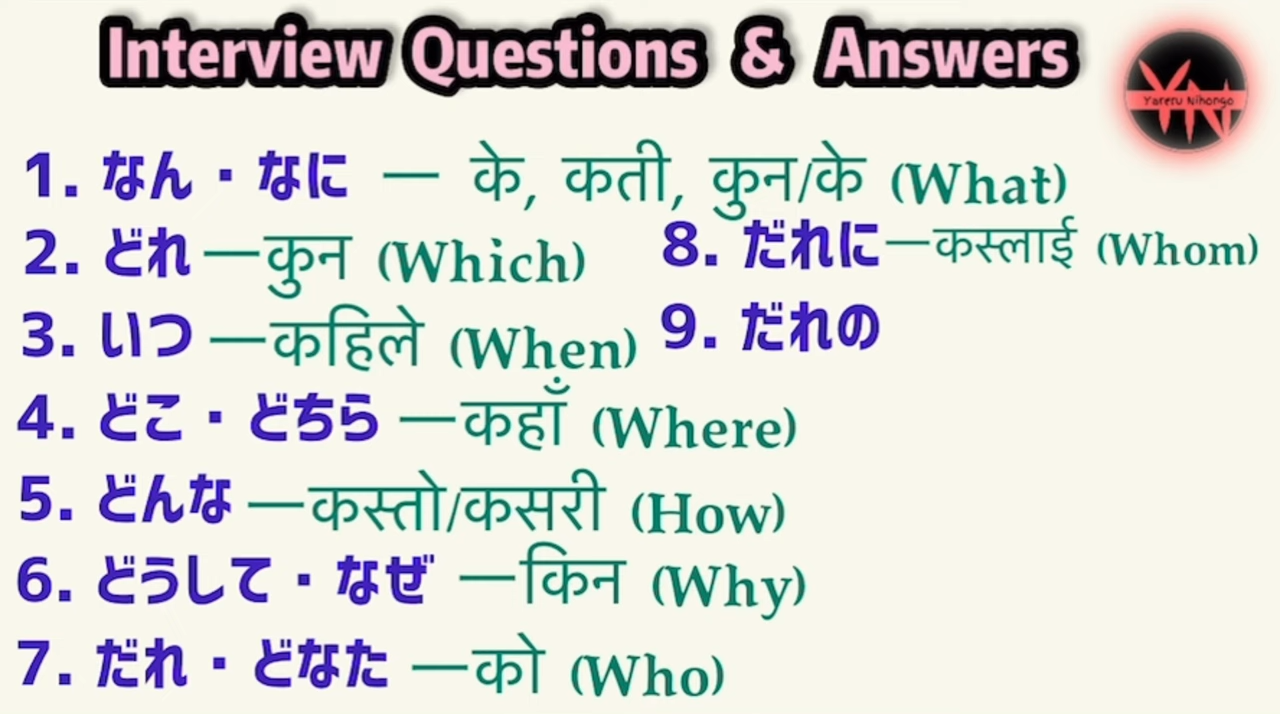 Interview Questions & Answers
Yareru Nihongo
1. なん・なに — के, कती, कुन/के (What)
2. どれ —कुन (Which)
3. いつ —कहिले (When)
4. どこ・どちら —कहाँ (Where)
5. どんな —कस्तो/कसरी (How)
6. どうして・なぜ —किन (Why)
7. だれ・どなた —को (Who)
8. だれに—कस्लाई (Whom)
9. だれの